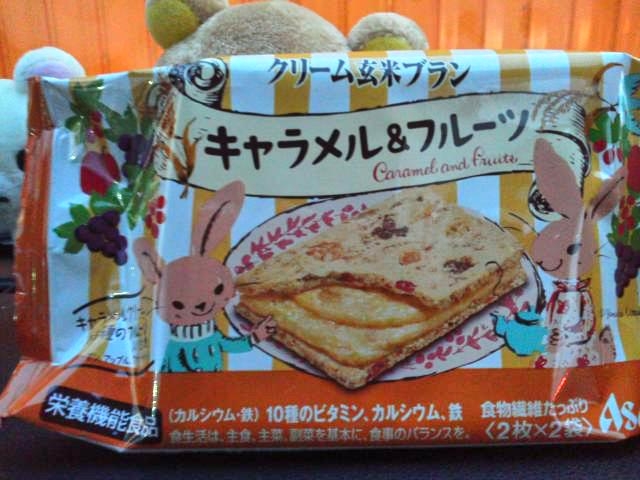 クリーム玄米ブラン
キャラメル&フルーツ
Caramel and Fruits
栄養機能食品
(カルシウム・鉄) 10種のビタミン、カルシウム、鉄
食生活は、主食、主菜、副菜を基本に、食事のバランスを。
食物繊維たっぷり
〈2枚×2袋〉